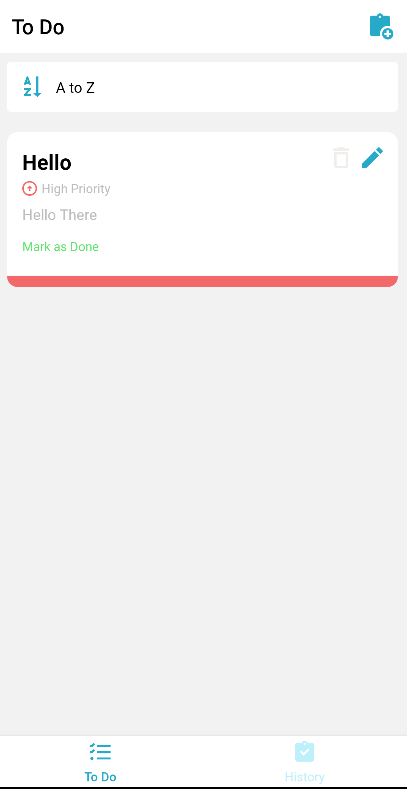 To Do
A
Z
A to Z
Hello
High Priority
Hello There
Mark as Done
To Do
History